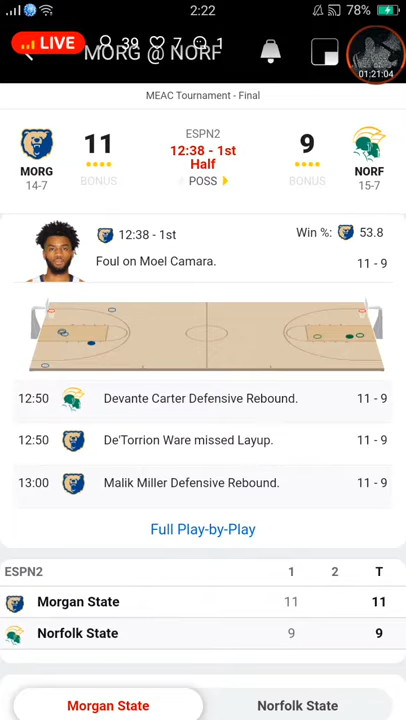 2:22
78%
LIVE
39
7
1
MORG @ NORF
01:21:04
MEAC Tournament - Final
MORG
14-7
11
BONUS
ESPN2
12:38 - 1st
Half
POSS
9
BONUS
NORF
15-7
12:38 - 1st
Win %: 53.8
Foul on Moel Camara.
11 - 9
12:50 Devante Carter Defensive Rebound. 11 - 9
12:50 De'Torrion Ware missed Layup. 11 - 9
13:00 Malik Miller Defensive Rebound. 11 - 9
Full Play-by-Play
ESPN2 1 2 T
Morgan State 11 11
Norfolk State 9 9
Morgan State Norfolk State